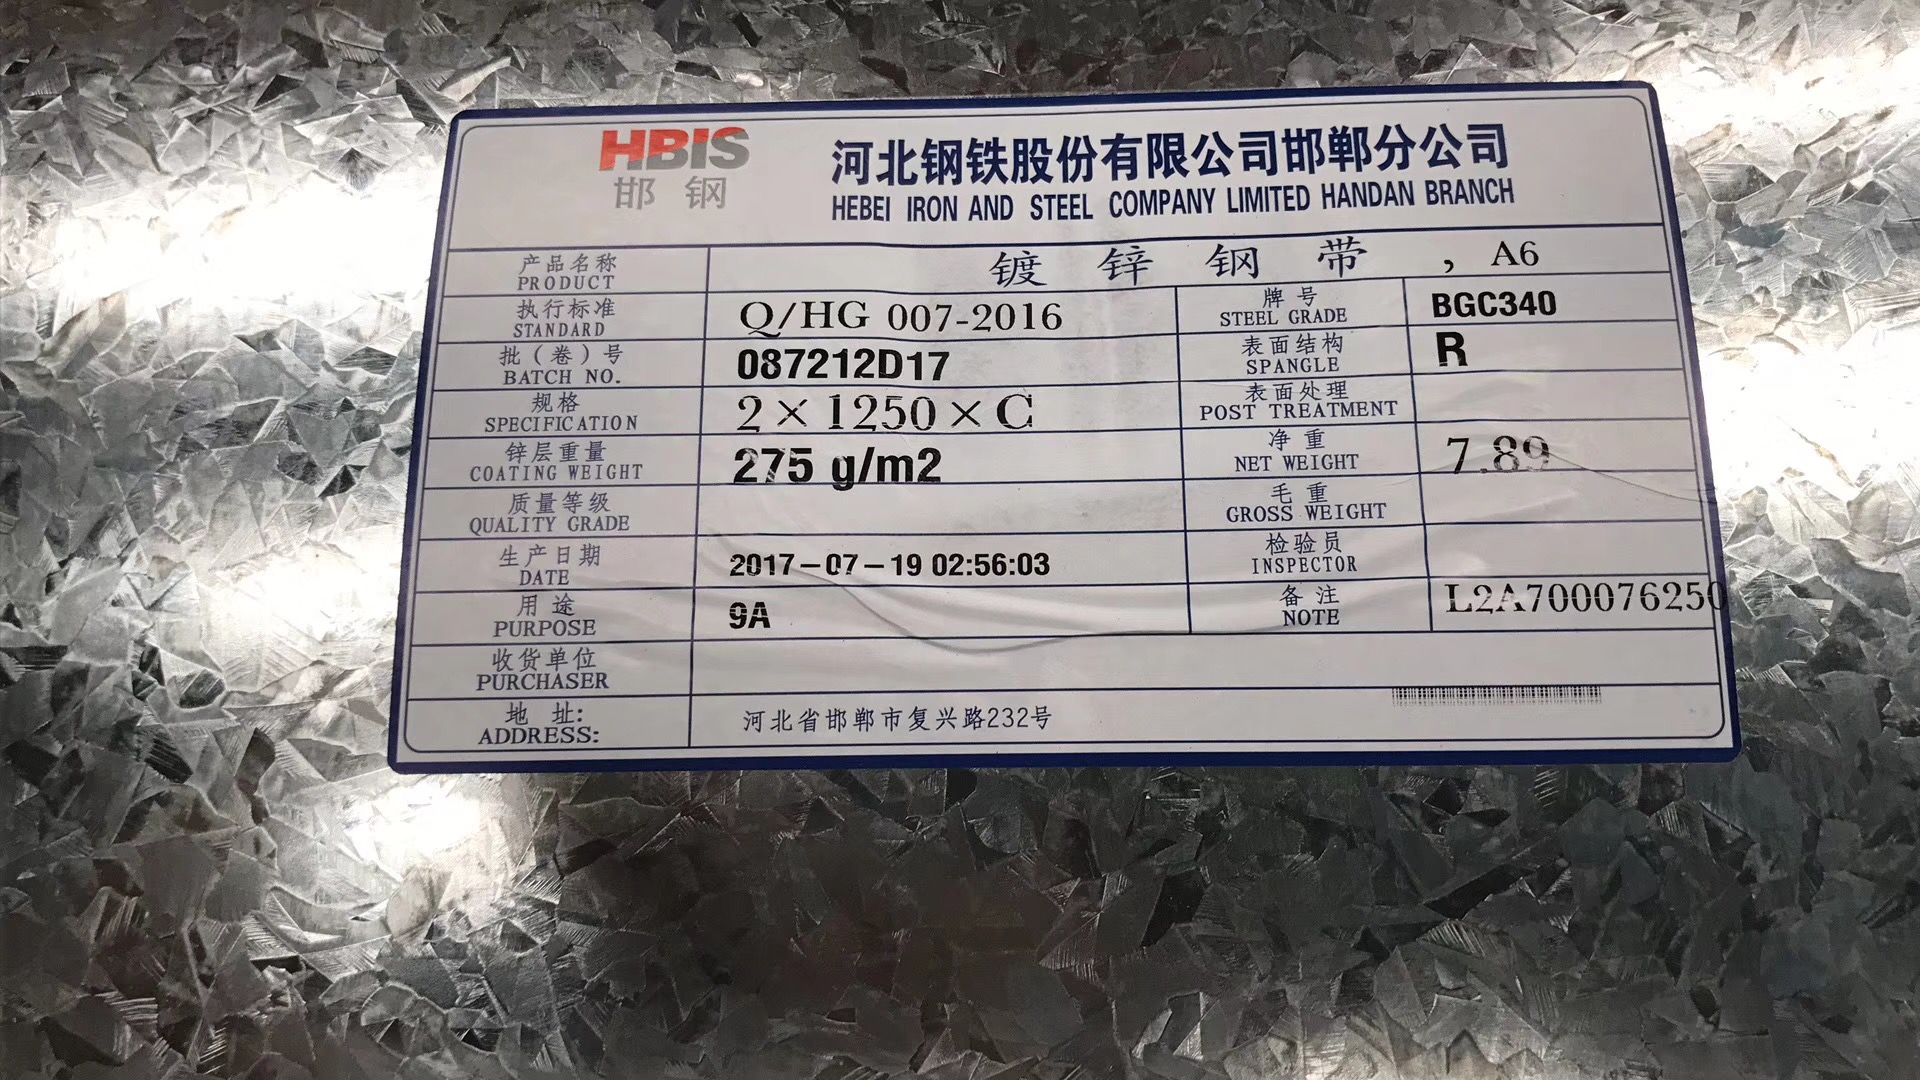 HBIS
邯 钢
河北钢铁股份有限公司邯郸分公司
HEBEI IRON AND STEEL COMPANY LIMITED HANDAN BRANCH
产品名称
PRODUCT
镀 锌 钢 带 , A6
执行标准
STANDARD
Q/HG 007-2016
牌 号
STEEL GRADE
BGC340
批（卷）号
BATCH NO.
087212D17
表面结构
SPANGLE
R
规格
SPECIFICATION
2×1250×C
表面处理
POST TREATMENT
锌层重量
COATING WEIGHT
275 g/m2
净 重
NET WEIGHT
7.89
质量等级
QUALITY GRADE
毛 重
GROSS WEIGHT
生产日期
DATE
2017-07-19 02:56:03
检验员
INSPECTOR
用 途
PURPOSE
9A
备 注
NOTE
L2A700076250
收货单位
PURCHASER
地 址:
ADDRESS:
河北省邯郸市复兴路232号